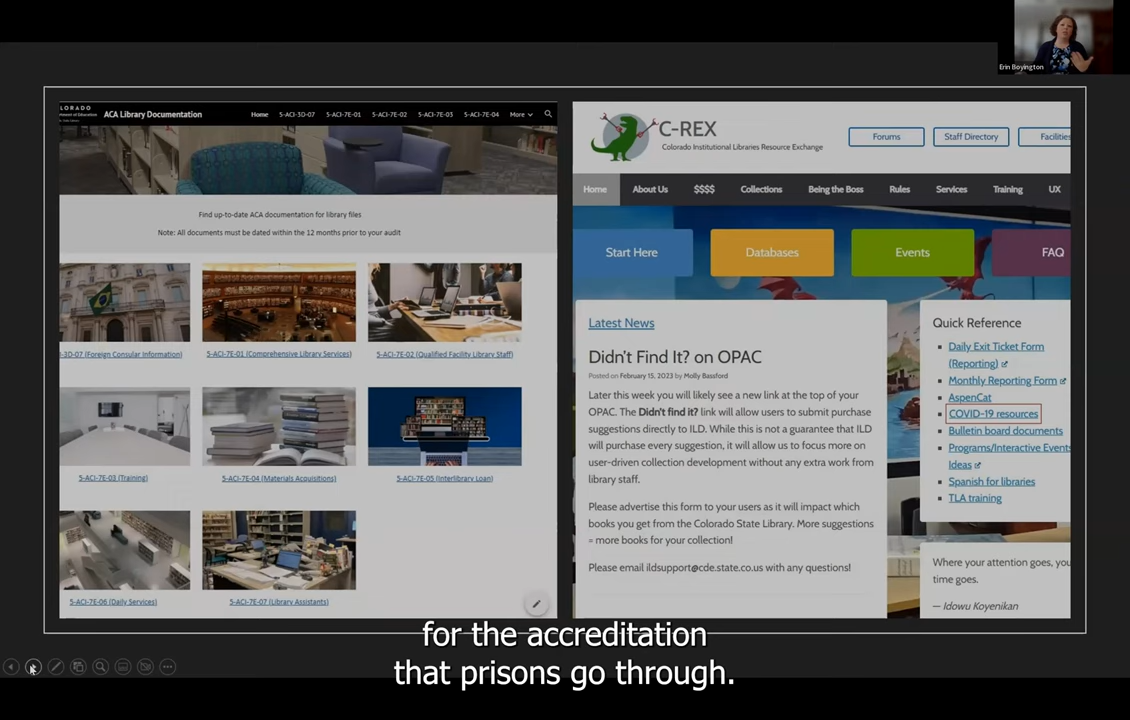 Erin Boyington
LORADO
ment of Education
ACA Library Documentation
Home 5-ACI-3D-07 5-ACI-7E-01 5-ACI-7E-02 5-ACI-7E-03 5-ACI-7E-04 More
Find up-to-date ACA documentation for library files
Note: All documents must be dated within the 12 months prior to your audit
I-3D-07 (Foreign Consular Information)
5-ACI-7E-01 (Comprehensive Library Services)
5-ACI-7E-02 (Qualified Facility Library Staff)
5-ACI-7E-03 (Training)
5-ACI-7E-04 (Materials Acquisitions)
5-ACI-7E-05 (Interlibrary Loan)
5-ACI-7E-06 (Daily Services)
5-ACI-7E-07 (Library Assistants)
C-REX
Colorado Institutional Libraries Resource Exchange
Forums Staff Directory Facilities
Home About Us $$$$ Collections Being the Boss Rules Services Training UX
Start Here Databases Events FAQ
Latest News
Didn't Find It? on OPAC
Posted on February 15, 2023 by Molly Bassford
Later this week you will likely see a new link at the top of your
OPAC. The Didn't find it? link will allow users to submit purchase
suggestions directly to ILD. While this is not a guarantee that ILD
will purchase every suggestion, it will allow us to focus more on
user-driven collection development without any extra work from
library staff.
Please advertise this form to your users as it will impact which
books you get from the Colorado State Library. More suggestions
= more books for your collection!
Please email ildsupport@cde.state.co.us with any questions!
Quick Reference
Daily Exit Ticket Form
(Reporting)
Monthly Reporting Form
AspenCat
COVID-19 resources
Bulletin board documents
Programs/Interactive Events
Ideas
Spanish for libraries
TLA training
Where your attention goes, you
time goes.
— Idowu Koyenikan
for the accreditation
that prisons go through.